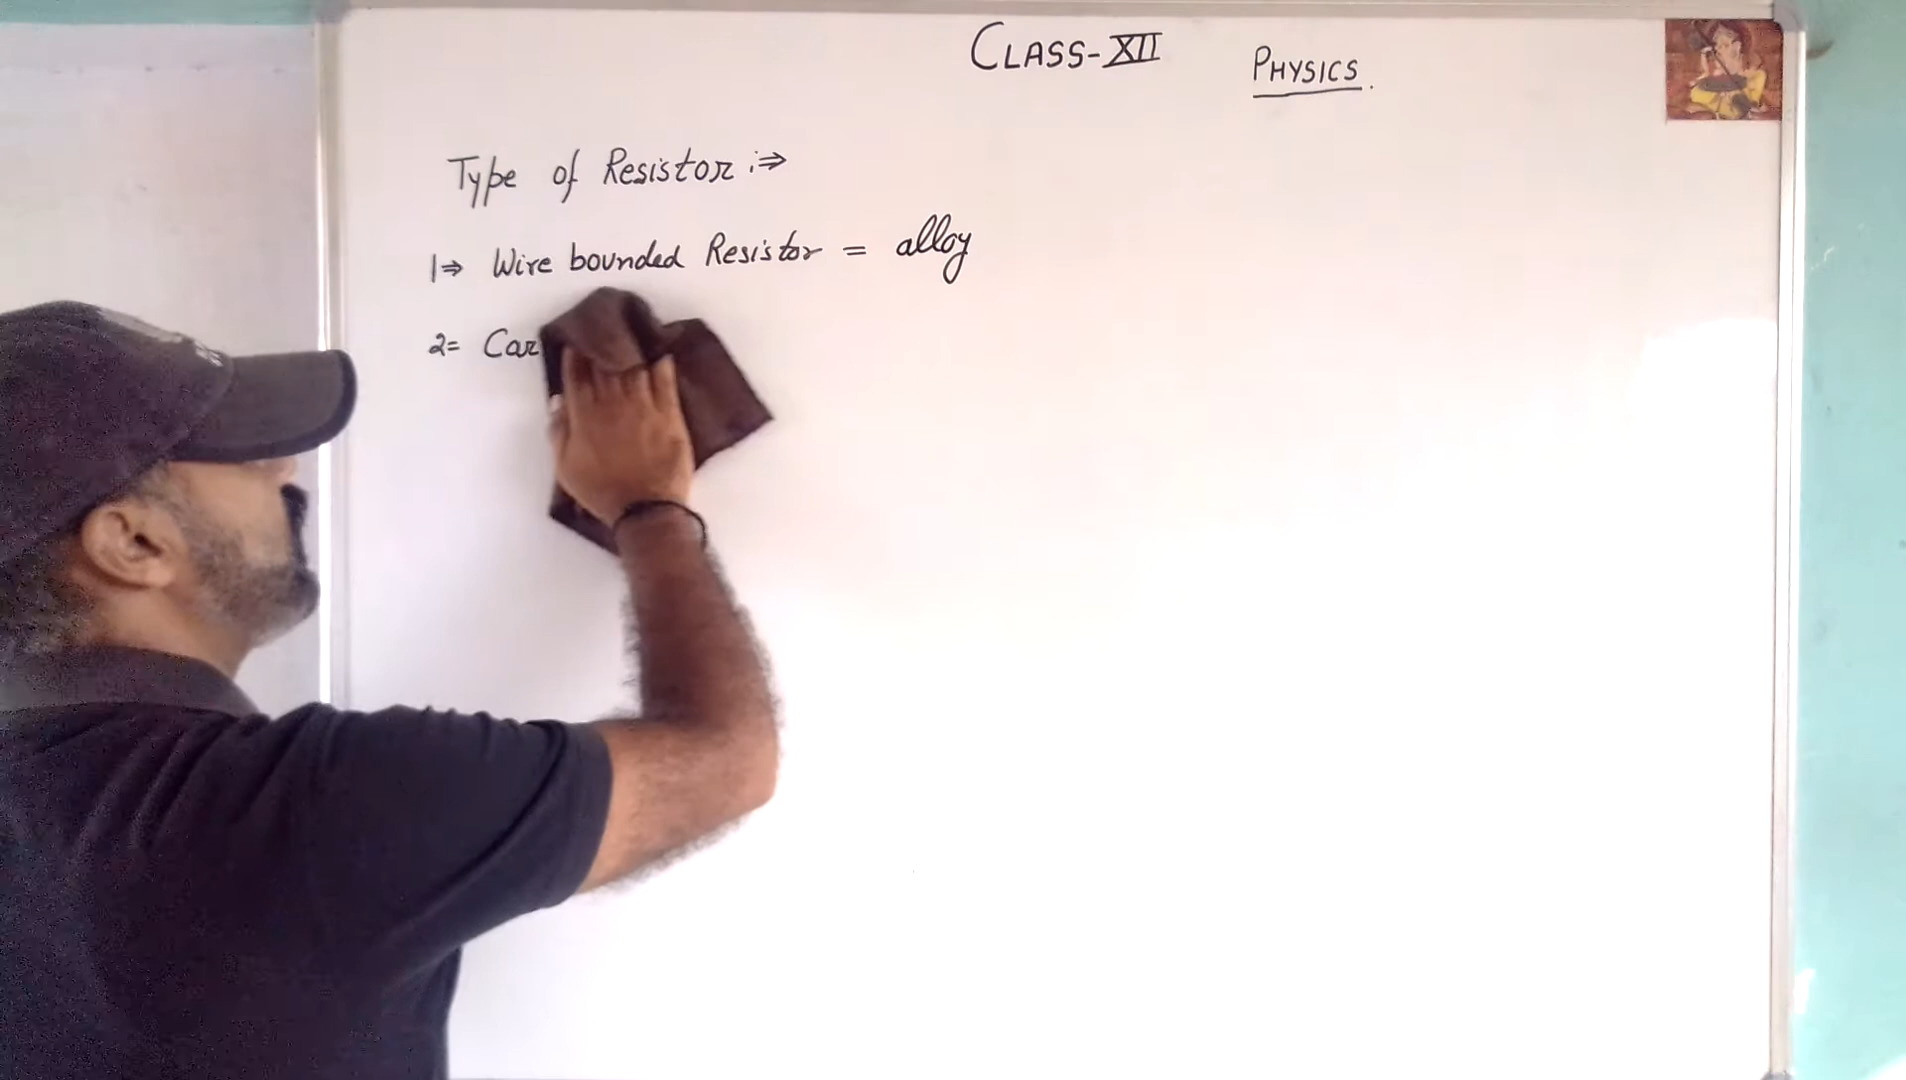 CLASS-XII
PHYSICS.
Type of Resistor :⇒
1⇒ Wire bounded Resistor = alloy
2= Car